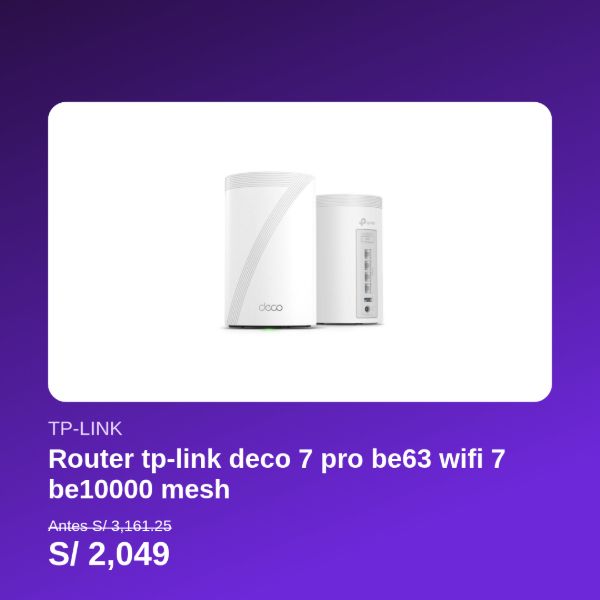 deco
TP-LINK
Router tp-link deco 7 pro be63 wifi 7
be10000 mesh
Antes S/ 3,161.25
S/ 2,049